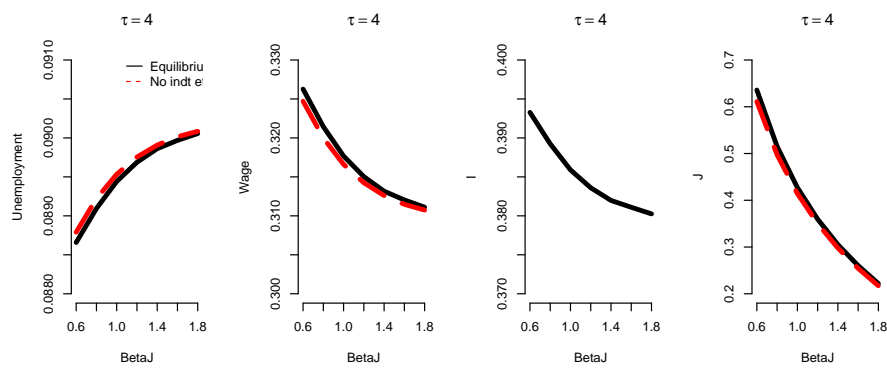 τ = 4
Unemployment
0.0910
0.0900
0.0890
0.0880
Equilibriu
No indt ef
0.6 1.0 1.4 1.8
BetaJ
τ = 4
Wage
0.330
0.320
0.310
0.300
0.6 1.0 1.4 1.8
BetaJ
τ = 4
I
0.400
0.390
0.380
0.370
0.6 1.0 1.4 1.8
BetaJ
τ = 4
J
0.7
0.6
0.5
0.4
0.3
0.2
0.6 1.0 1.4 1.8
BetaJ